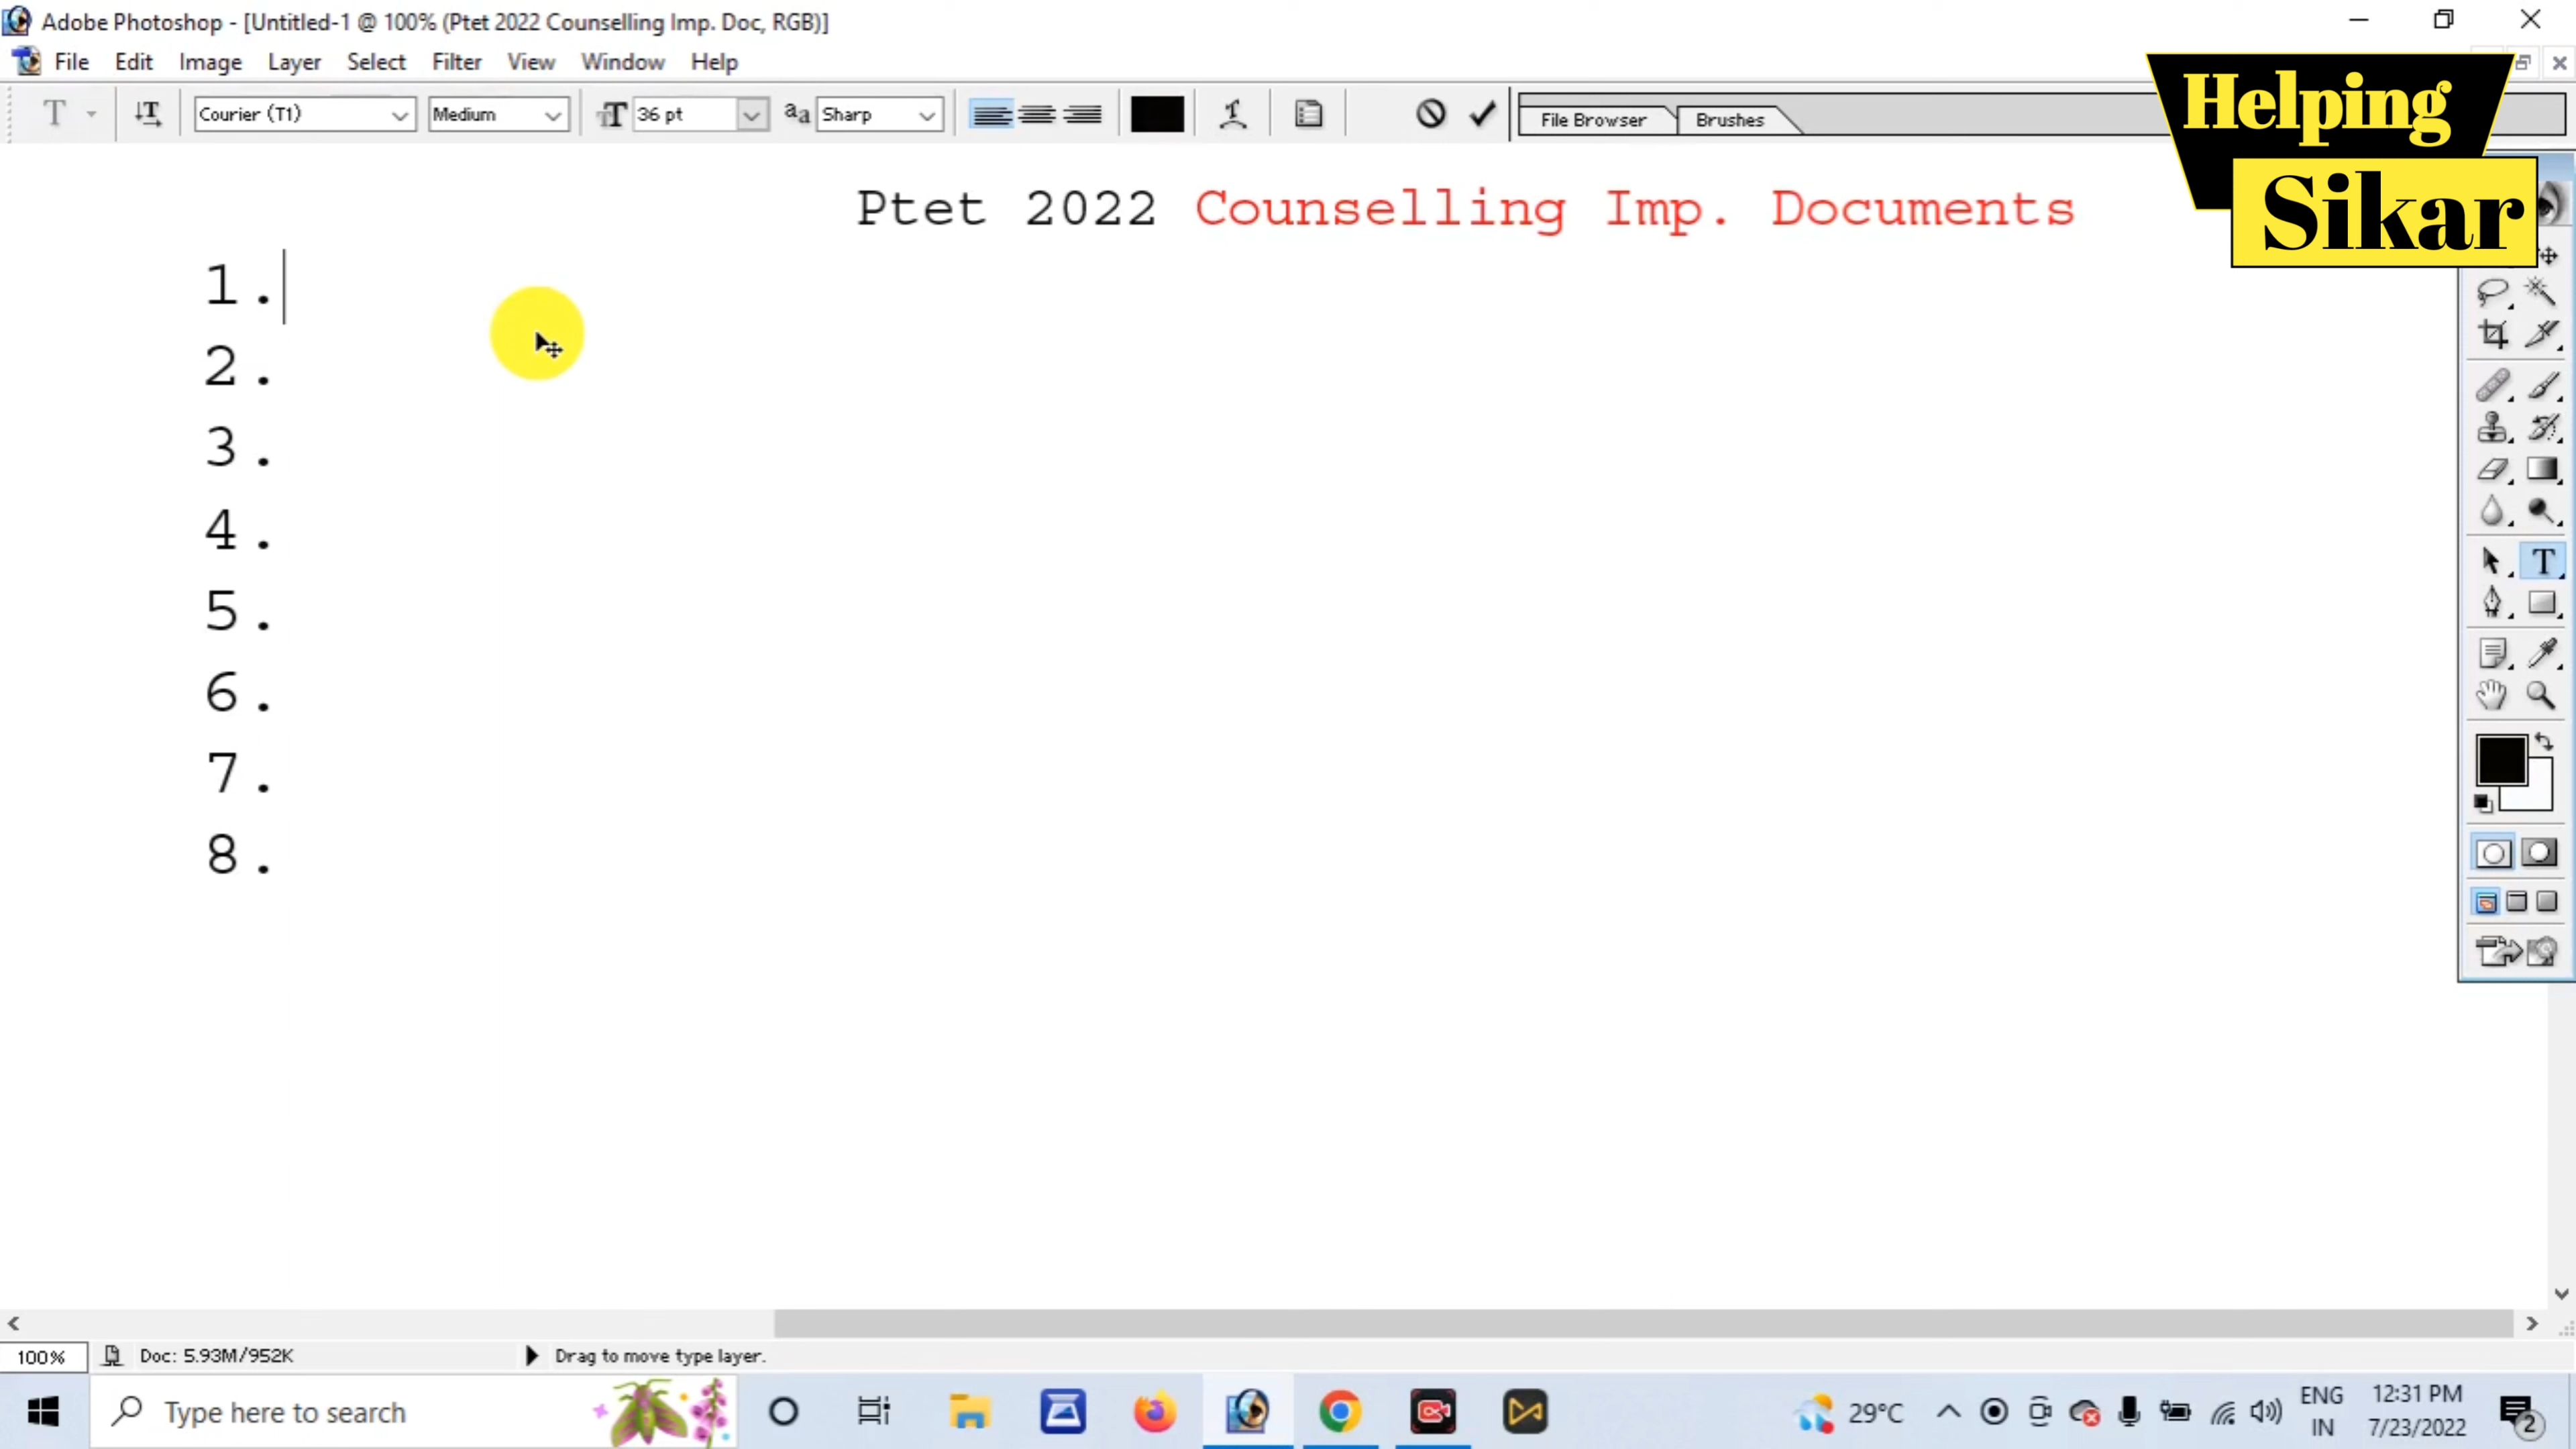 Adobe Photoshop - [Untitled-1 @ 100% (Ptet 2022 Counselling Imp. Doc, RGB)]
File Edit Image Layer Select Filter View Window Help
T T Courier (T1) Medium T 36 pt aa Sharp File Browser Brushes
Helping
Sikar
Ptet 2022 Counselling Imp. Documents
1.
2.
3.
4.
5.
6.
7.
8.
T
100% Doc: 5.93M/952K Drag to move type layer.
Type here to search
29°C
ENG
IN
12:31 PM
7/23/2022
2